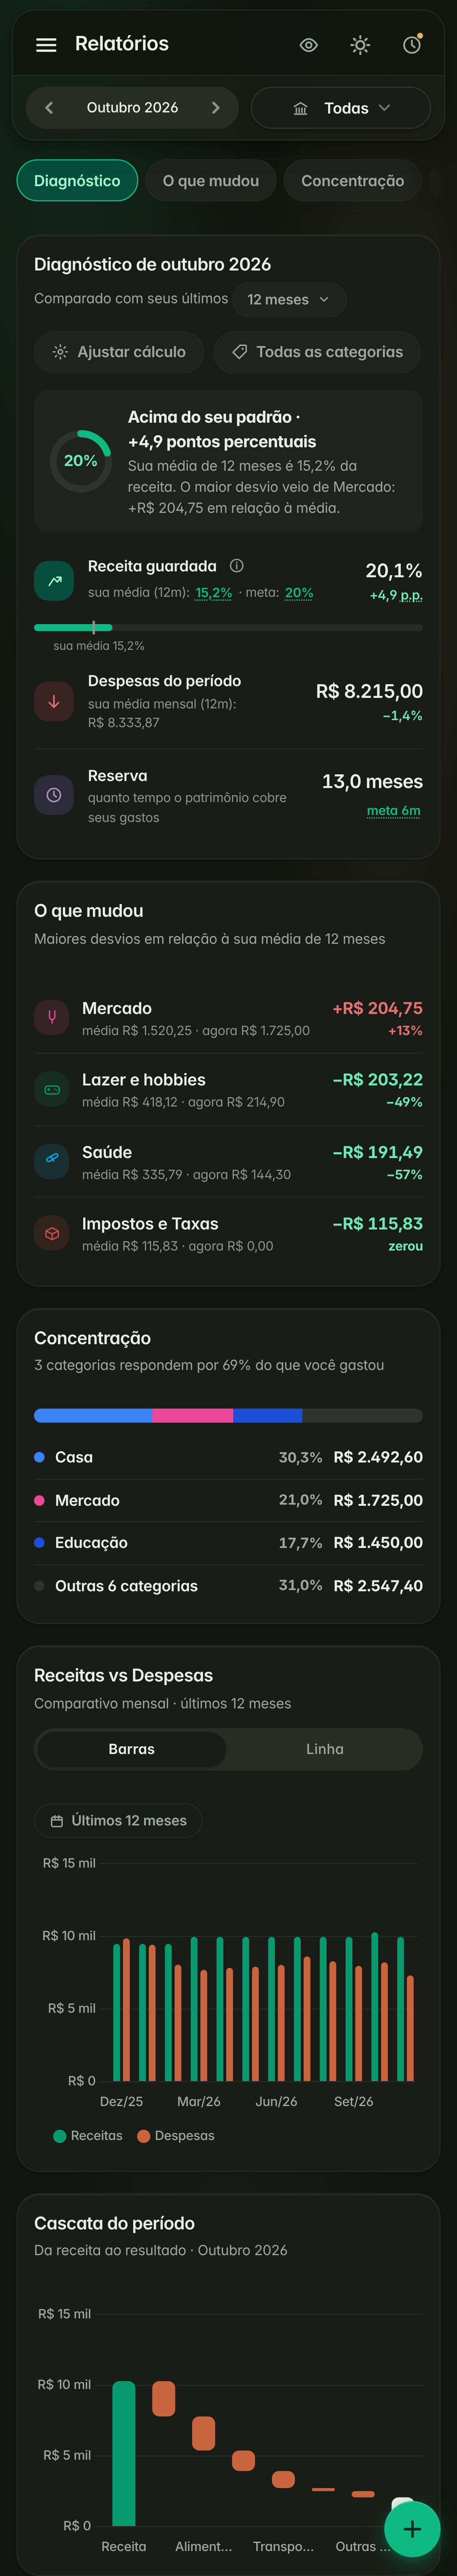 Relatórios
Outubro 2026
Todas
Diagnóstico
O que mudou
Concentração
Diagnóstico de outubro 2026
Comparado com seus últimos 12 meses
Ajustar cálculo
Todas as categorias
20%
Acima do seu padrão ·
+4,9 pontos percentuais
Sua média de 12 meses é 15,2% da
receita. O maior desvio veio de Mercado:
+R$ 204,75 em relação à média.
Receita guardada
20,1%
sua média (12m): 15,2% · meta: 20%
+4,9 p.p.
sua média 15,2%
Despesas do período
R$ 8.215,00
sua média mensal (12m):
R$ 8.333,87
−1,4%
Reserva
13,0 meses
quanto tempo o patrimônio cobre
seus gastos
meta 6m
O que mudou
Maiores desvios em relação à sua média de 12 meses
Mercado
+R$ 204,75
média R$ 1.520,25 · agora R$ 1.725,00
+13%
Lazer e hobbies
−R$ 203,22
média R$ 418,12 · agora R$ 214,90
−49%
Saúde
−R$ 191,49
média R$ 335,79 · agora R$ 144,30
−57%
Impostos e Taxas
−R$ 115,83
média R$ 115,83 · agora R$ 0,00
zerou
Concentração
3 categorias respondem por 69% do que você gastou
Casa 30,3% R$ 2.492,60
Mercado 21,0% R$ 1.725,00
Educação 17,7% R$ 1.450,00
Outras 6 categorias 31,0% R$ 2.547,40
Receitas vs Despesas
Comparativo mensal · últimos 12 meses
Barras
Linha
Últimos 12 meses
R$ 15 mil
R$ 10 mil
R$ 5 mil
R$ 0
Dez/25 Mar/26 Jun/26 Set/26
Receitas Despesas
Cascata do período
Da receita ao resultado · Outubro 2026
R$ 15 mil
R$ 10 mil
R$ 5 mil
R$ 0
Receita Aliment... Transpo... Outras ...